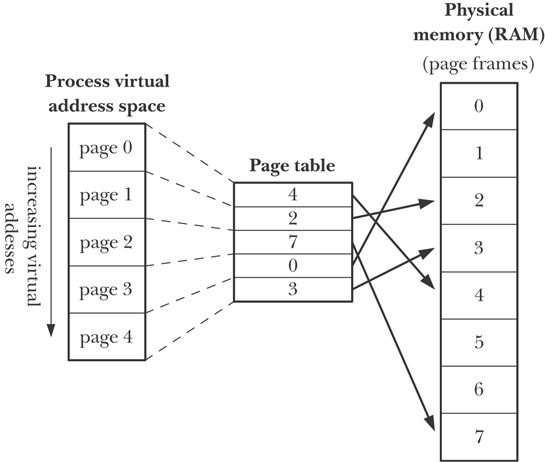 Physical
memory (RAM)
(page frames)
Process virtual
address space
increasing virtual
addesses
page 0
page 1
page 2
page 3
page 4
Page table
4
2
7
0
3
0
1
2
3
4
5
6
7